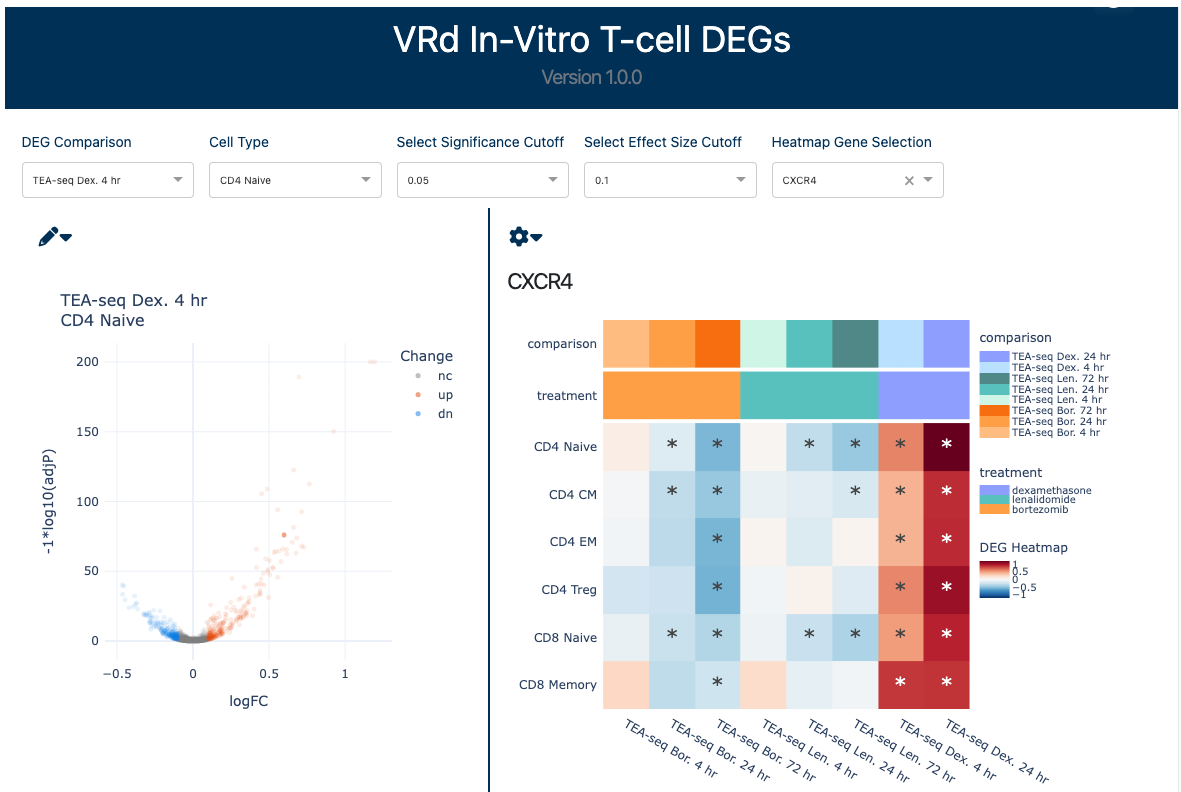 VRd In-Vitro T-cell DEGs
Version 1.0.0
DEG Comparison
Cell Type
Select Significance Cutoff
Select Effect Size Cutoff
Heatmap Gene Selection
TEA-seq Dex. 4 hr
CD4 Naive
0.05
0.1
CXCR4
TEA-seq Dex. 4 hr
CD4 Naive
-1*log10(adjP)
200
150
100
50
0
−0.5
0
0.5
1
logFC
Change
nc
up
dn
CXCR4
comparison
treatment
CD4 Naive
* * * * * *
CD4 CM
* * * * *
CD4 EM
* * *
CD4 Treg
* * *
CD8 Naive
* * * * * *
CD8 Memory
* * *
TEA-seq Bor. 4 hr
TEA-seq Bor. 24 hr
TEA-seq Bor. 72 hr
TEA-seq Len. 4 hr
TEA-seq Len. 24 hr
TEA-seq Len. 72 hr
TEA-seq Dex. 4 hr
TEA-seq Dex. 24 hr
comparison
TEA-seq Dex. 24 hr
TEA-seq Dex. 4 hr
TEA-seq Len. 72 hr
TEA-seq Len. 24 hr
TEA-seq Len. 4 hr
TEA-seq Bor. 72 hr
TEA-seq Bor. 24 hr
TEA-seq Bor. 4 hr
treatment
dexamethasone
lenalidomide
bortezomib
DEG Heatmap
1
0.5
0
−0.5
−1